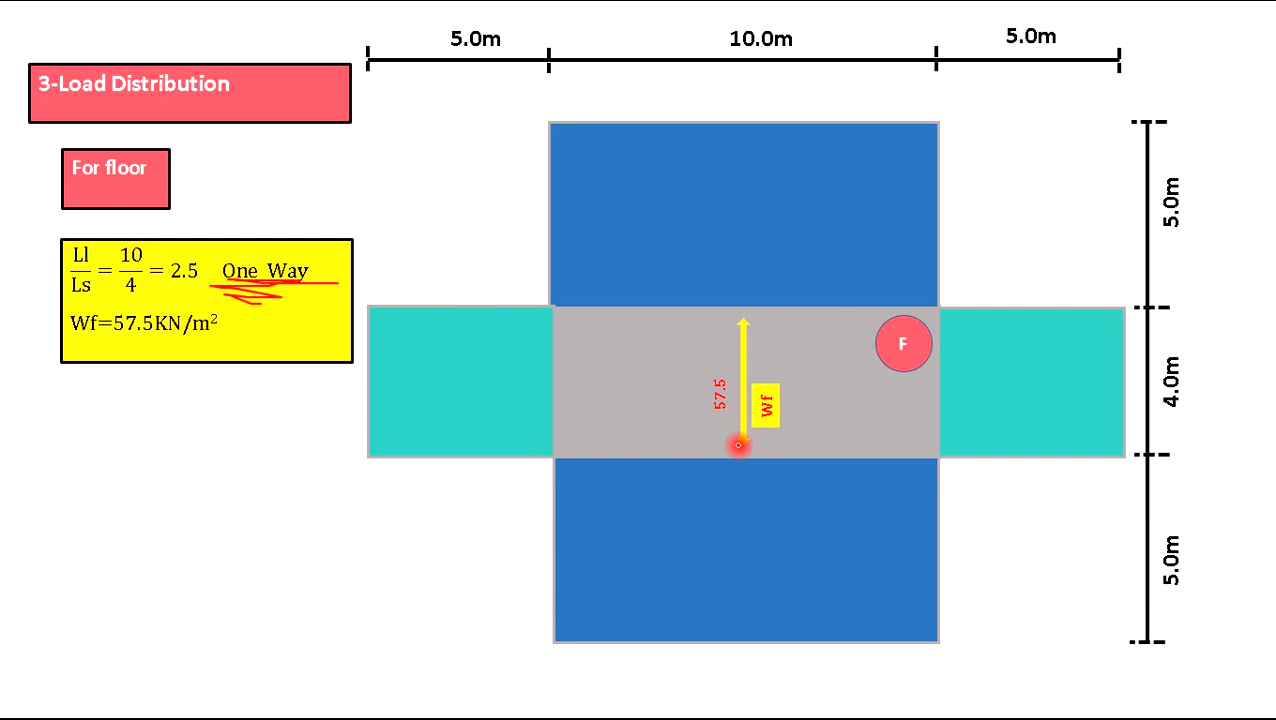 5.0m 10.0m 5.0m
3-Load Distribution
For floor
Ll/Ls = 10/4 = 2.5 One Way
Wf=57.5KN/m²
57.5
Wf
F
5.0m
4.0m
5.0m